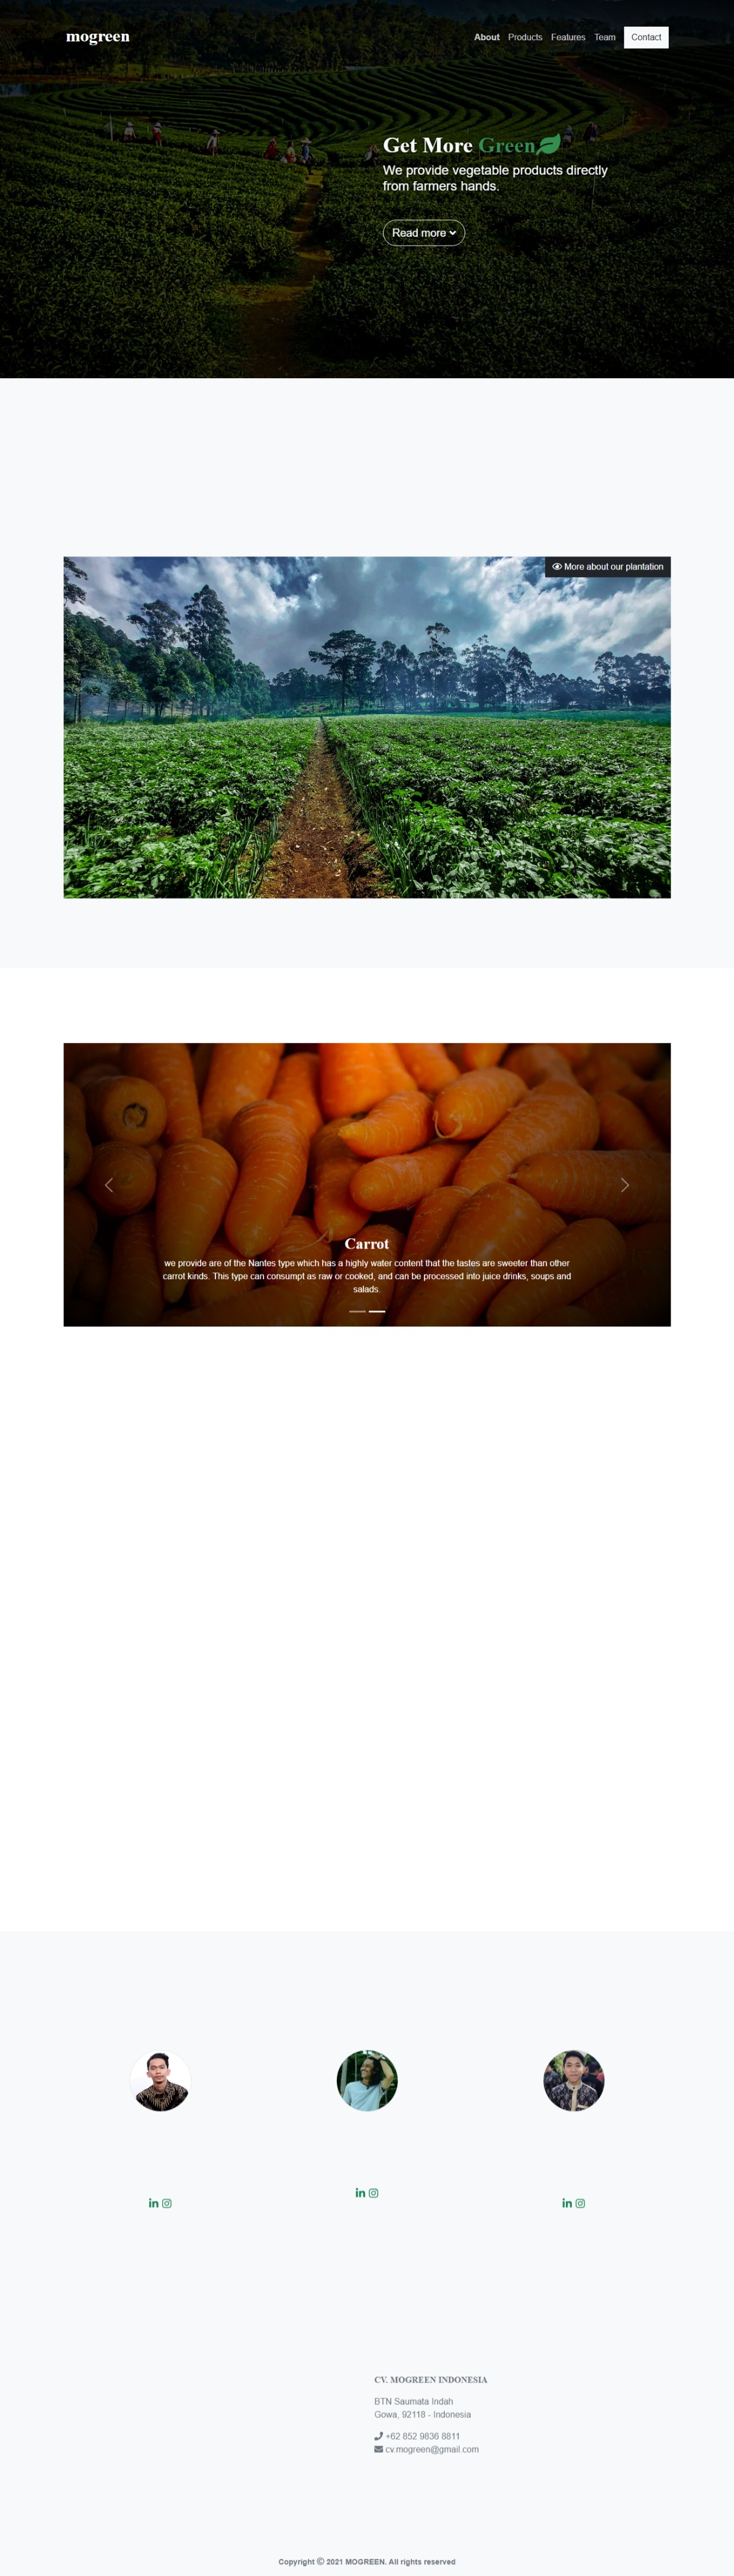 mogreen
About Products Features Team Contact
Get More Green
We provide vegetable products directly
from farmers hands.
Read more
More about our plantation
Carrot
we provide are of the Nantes type which has a highly water content that the tastes are sweeter than other
carrot kinds. This type can consumpt as raw or cooked, and can be processed into juice drinks, soups and
salads.
CV. MOGREEN INDONESIA
BTN Saumata Indah
Gowa, 92118 - Indonesia
+62 852 9836 8811
cv.mogreen@gmail.com
Copyright © 2021 MOGREEN. All rights reserved